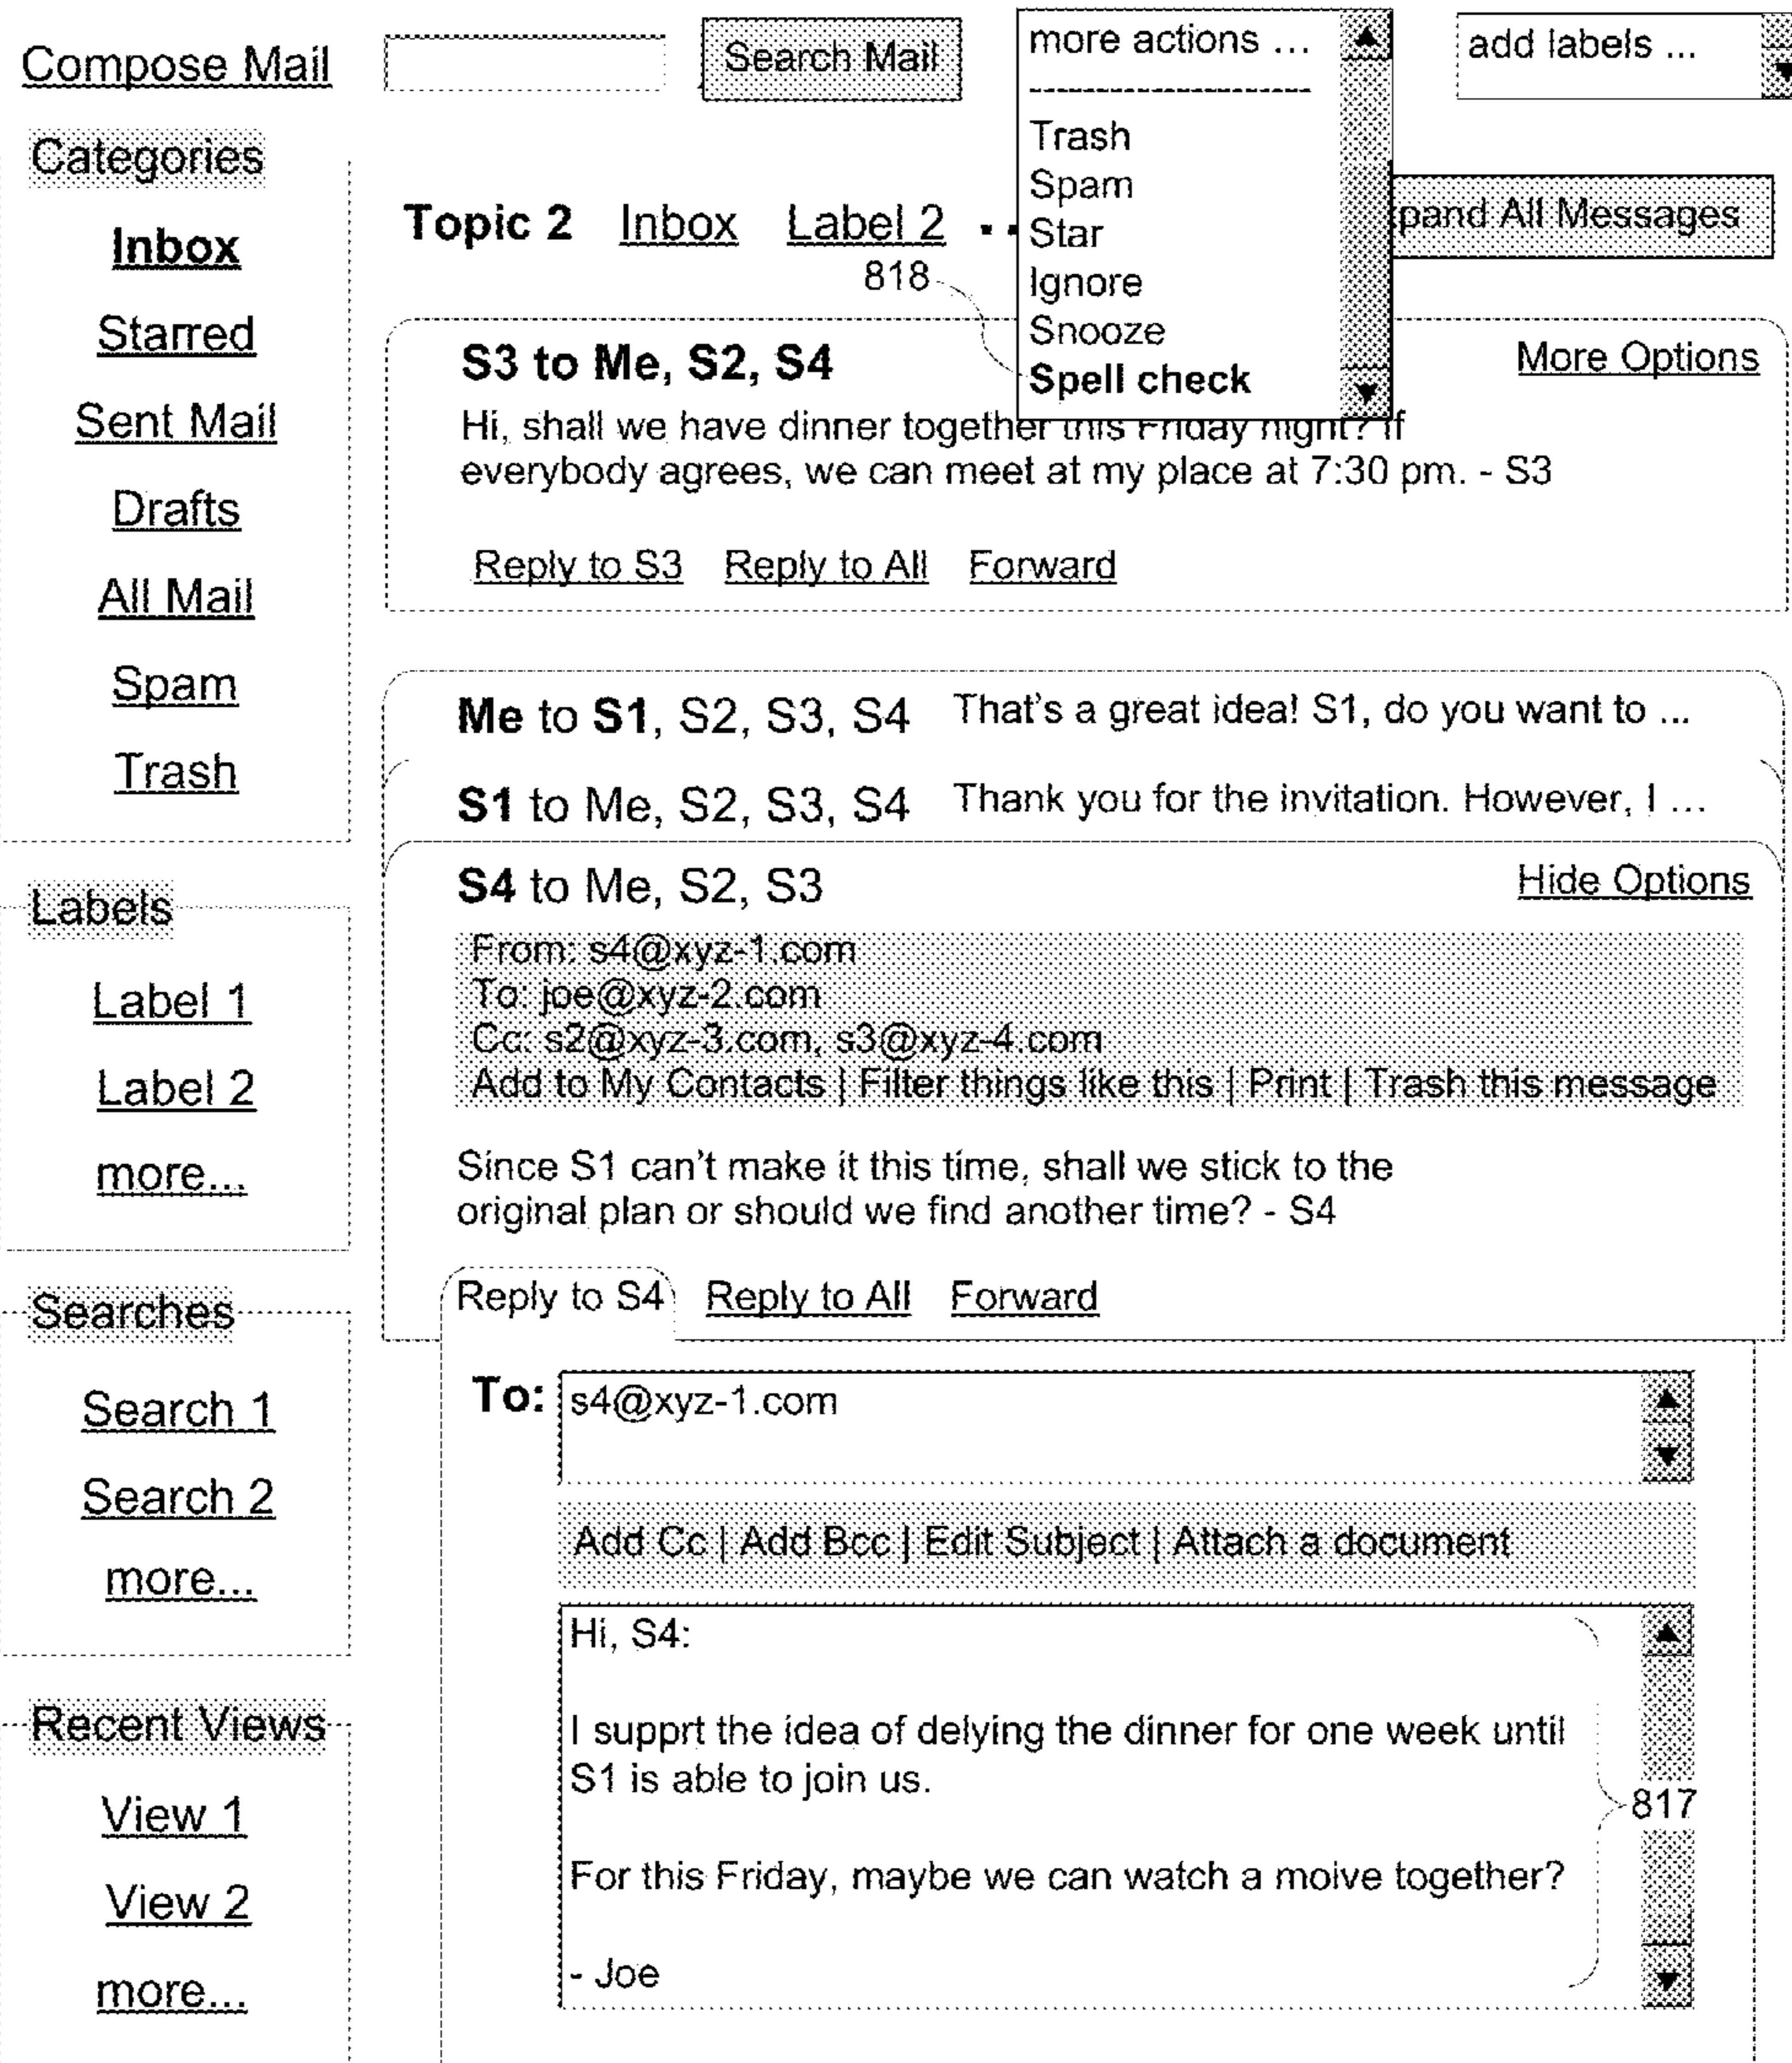 Compose Mail
Search Mail
more actions ...
add labels ...
Trash
Spam
Star
Ignore
Snooze
Spell check
818
Categories
Inbox
Starred
Sent Mail
Drafts
All Mail
Spam
Trash
Labels
Label 1
Label 2
more...
Searches
Search 1
Search 2
more...
Recent Views
View 1
View 2
more...
Topic 2 Inbox Label 2 ..
pand All Messages
S3 to Me, S2, S4 More Options
Hi, shall we have dinner together this Friday night? If
everybody agrees, we can meet at my place at 7:30 pm. - S3
Reply to S3 Reply to All Forward
Me to S1, S2, S3, S4 That's a great idea! S1, do you want to ...
S1 to Me, S2, S3, S4 Thank you for the invitation. However, I ...
S4 to Me, S2, S3 Hide Options
From: s4@xyz-1.com
To: joe@xyz-2.com
Cc: s2@xyz-3.com, s3@xyz-4.com
Add to My Contacts | Filter things like this | Print | Trash this message
Since S1 can't make it this time, shall we stick to the
original plan or should we find another time? - S4
Reply to S4 Reply to All Forward
To: s4@xyz-1.com
Add Cc | Add Bcc | Edit Subject | Attach a document
Hi, S4:
I supprt the idea of delying the dinner for one week until
S1 is able to join us.
817
For this Friday, maybe we can watch a moive together?
- Joe